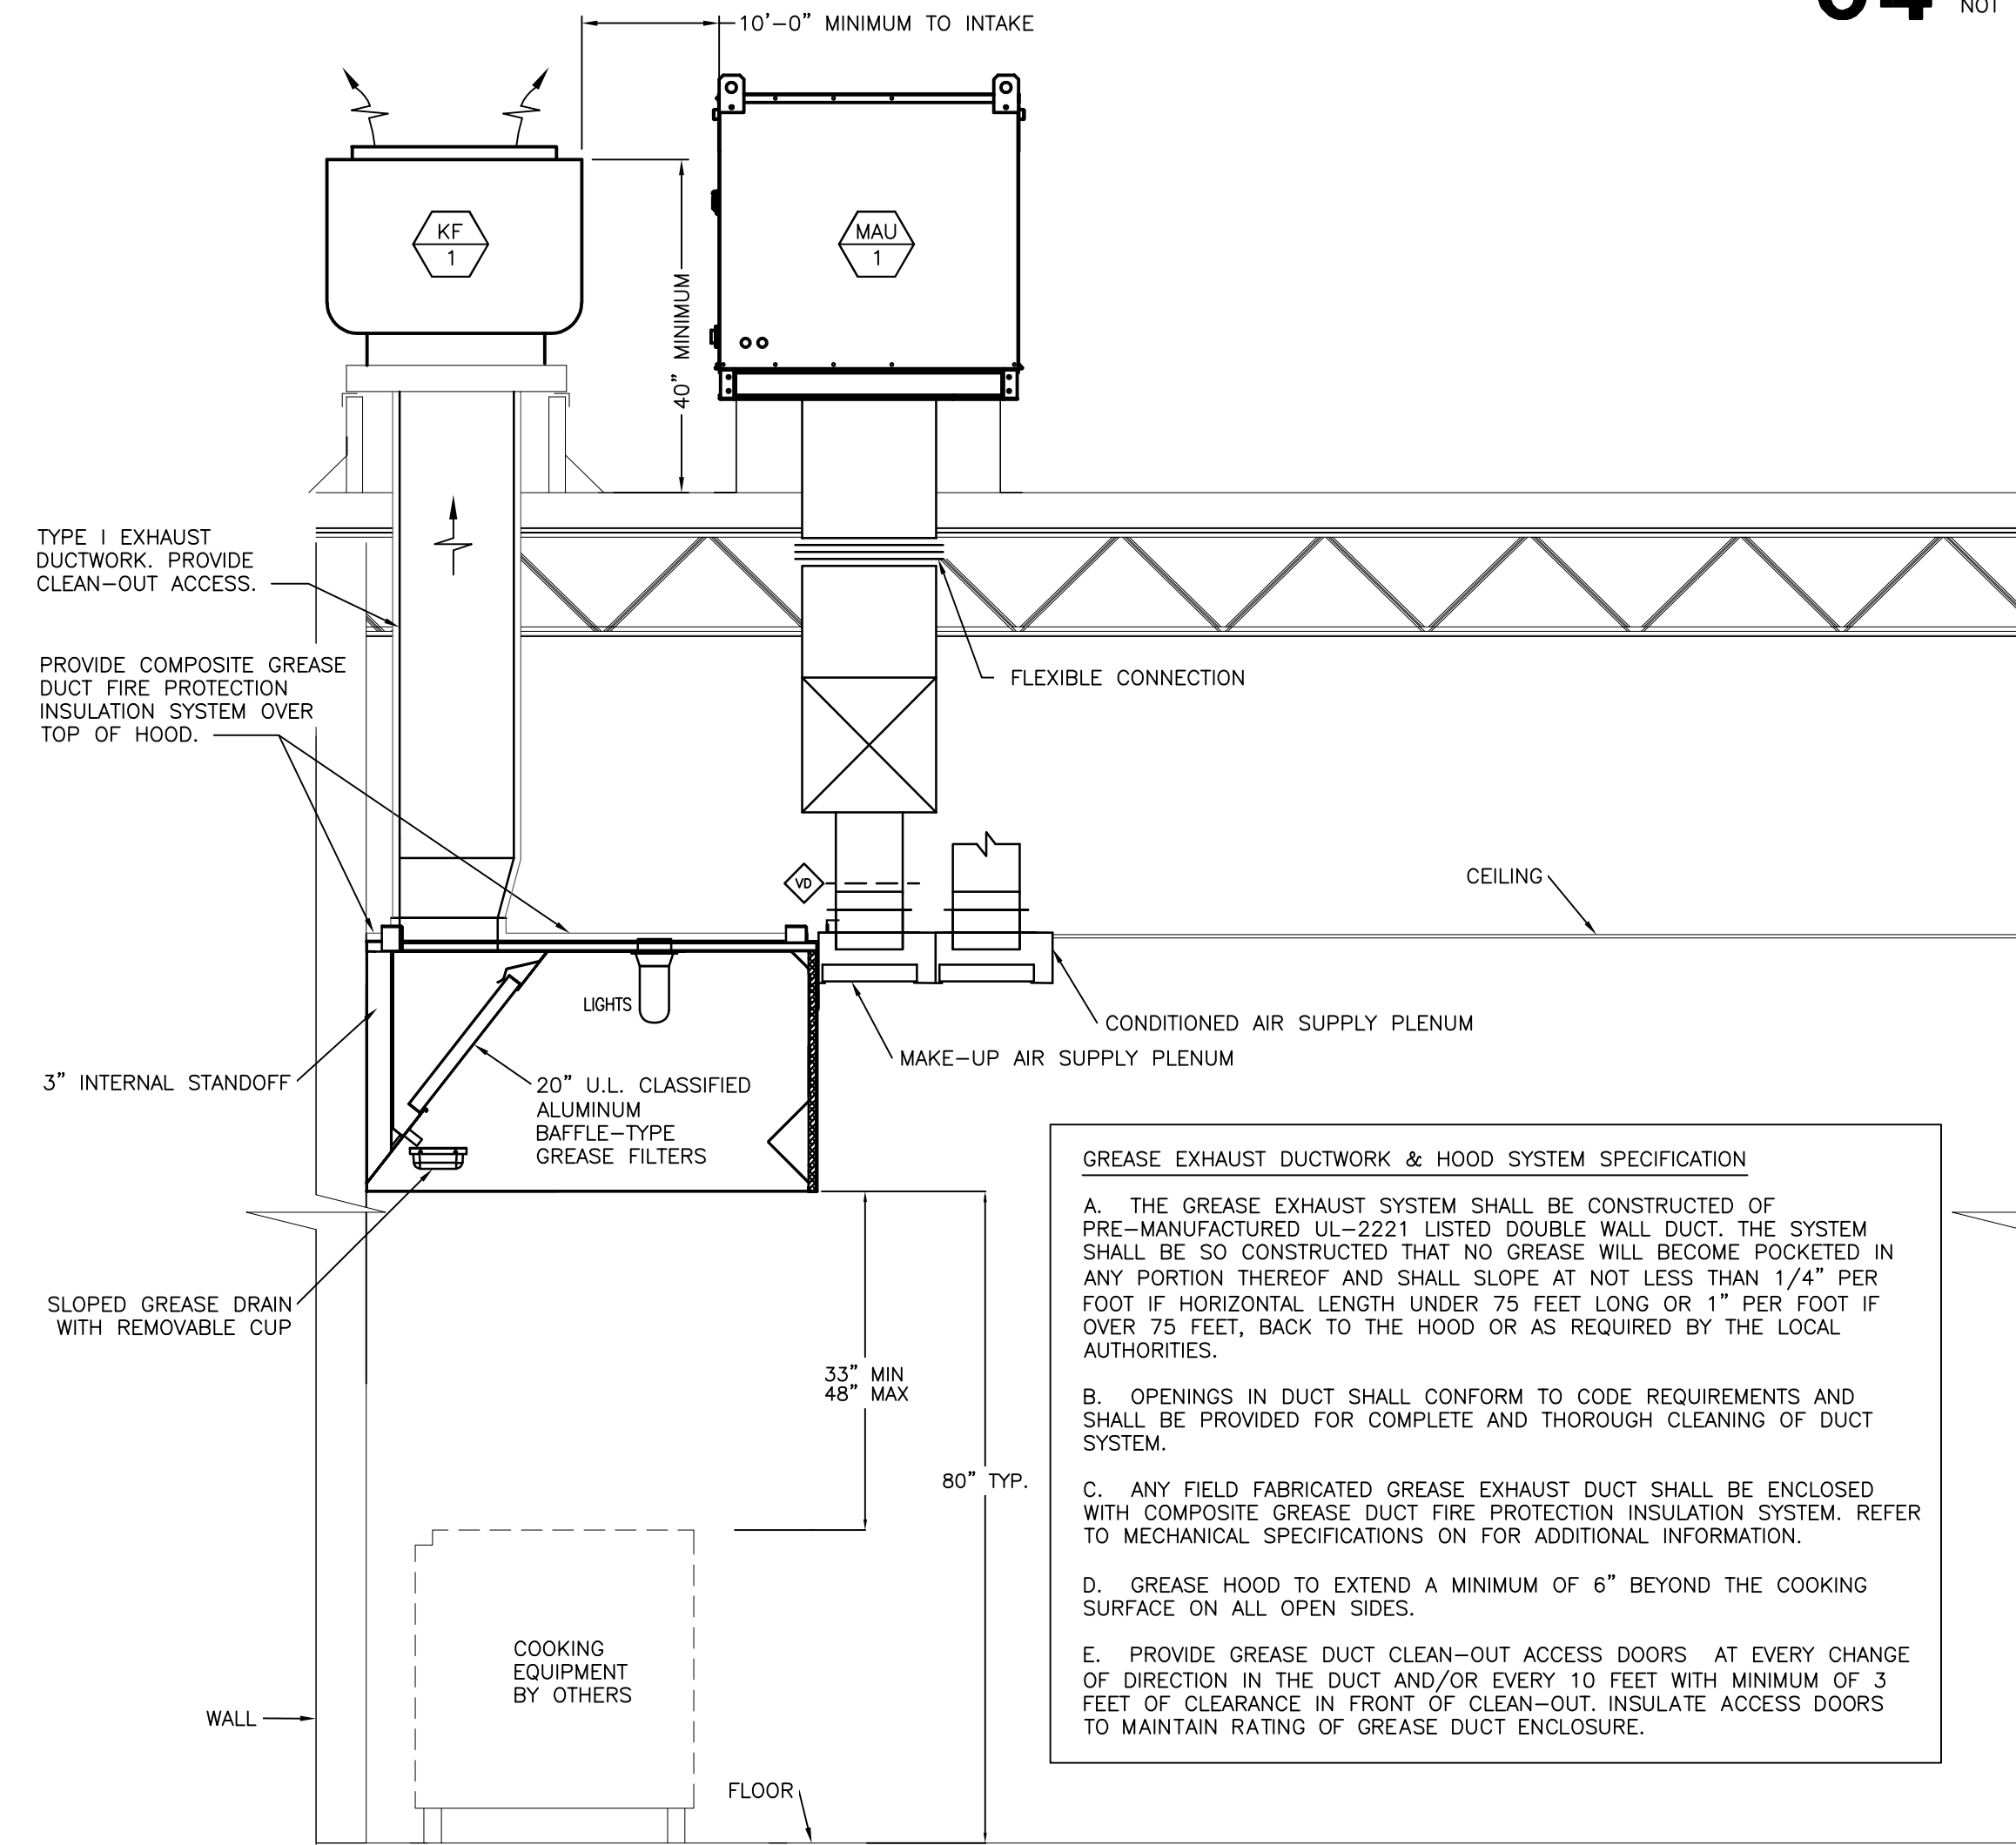 NOT
10'-0" MINIMUM TO INTAKE
KF
1
MAU
1
40" MINIMUM
TYPE I EXHAUST
DUCTWORK. PROVIDE
CLEAN-OUT ACCESS.
PROVIDE COMPOSITE GREASE
DUCT FIRE PROTECTION
INSULATION SYSTEM OVER
TOP OF HOOD.
FLEXIBLE CONNECTION
VD
CEILING
LIGHTS
CONDITIONED AIR SUPPLY PLENUM
MAKE-UP AIR SUPPLY PLENUM
3" INTERNAL STANDOFF
20" U.L. CLASSIFIED
ALUMINUM
BAFFLE-TYPE
GREASE FILTERS
SLOPED GREASE DRAIN
WITH REMOVABLE CUP
33" MIN
48" MAX
80" TYP.
COOKING
EQUIPMENT
BY OTHERS
WALL
FLOOR
GREASE EXHAUST DUCTWORK & HOOD SYSTEM SPECIFICATION
A. THE GREASE EXHAUST SYSTEM SHALL BE CONSTRUCTED OF
PRE-MANUFACTURED UL-2221 LISTED DOUBLE WALL DUCT. THE SYSTEM
SHALL BE SO CONSTRUCTED THAT NO GREASE WILL BECOME POCKETED IN
ANY PORTION THEREOF AND SHALL SLOPE AT NOT LESS THAN 1/4" PER
FOOT IF HORIZONTAL LENGTH UNDER 75 FEET LONG OR 1" PER FOOT IF
OVER 75 FEET, BACK TO THE HOOD OR AS REQUIRED BY THE LOCAL
AUTHORITIES.
B. OPENINGS IN DUCT SHALL CONFORM TO CODE REQUIREMENTS AND
SHALL BE PROVIDED FOR COMPLETE AND THOROUGH CLEANING OF DUCT
SYSTEM.
C. ANY FIELD FABRICATED GREASE EXHAUST DUCT SHALL BE ENCLOSED
WITH COMPOSITE GREASE DUCT FIRE PROTECTION INSULATION SYSTEM. REFER
TO MECHANICAL SPECIFICATIONS ON FOR ADDITIONAL INFORMATION.
D. GREASE HOOD TO EXTEND A MINIMUM OF 6" BEYOND THE COOKING
SURFACE ON ALL OPEN SIDES.
E. PROVIDE GREASE DUCT CLEAN-OUT ACCESS DOORS AT EVERY CHANGE
OF DIRECTION IN THE DUCT AND/OR EVERY 10 FEET WITH MINIMUM OF 3
FEET OF CLEARANCE IN FRONT OF CLEAN-OUT. INSULATE ACCESS DOORS
TO MAINTAIN RATING OF GREASE DUCT ENCLOSURE.